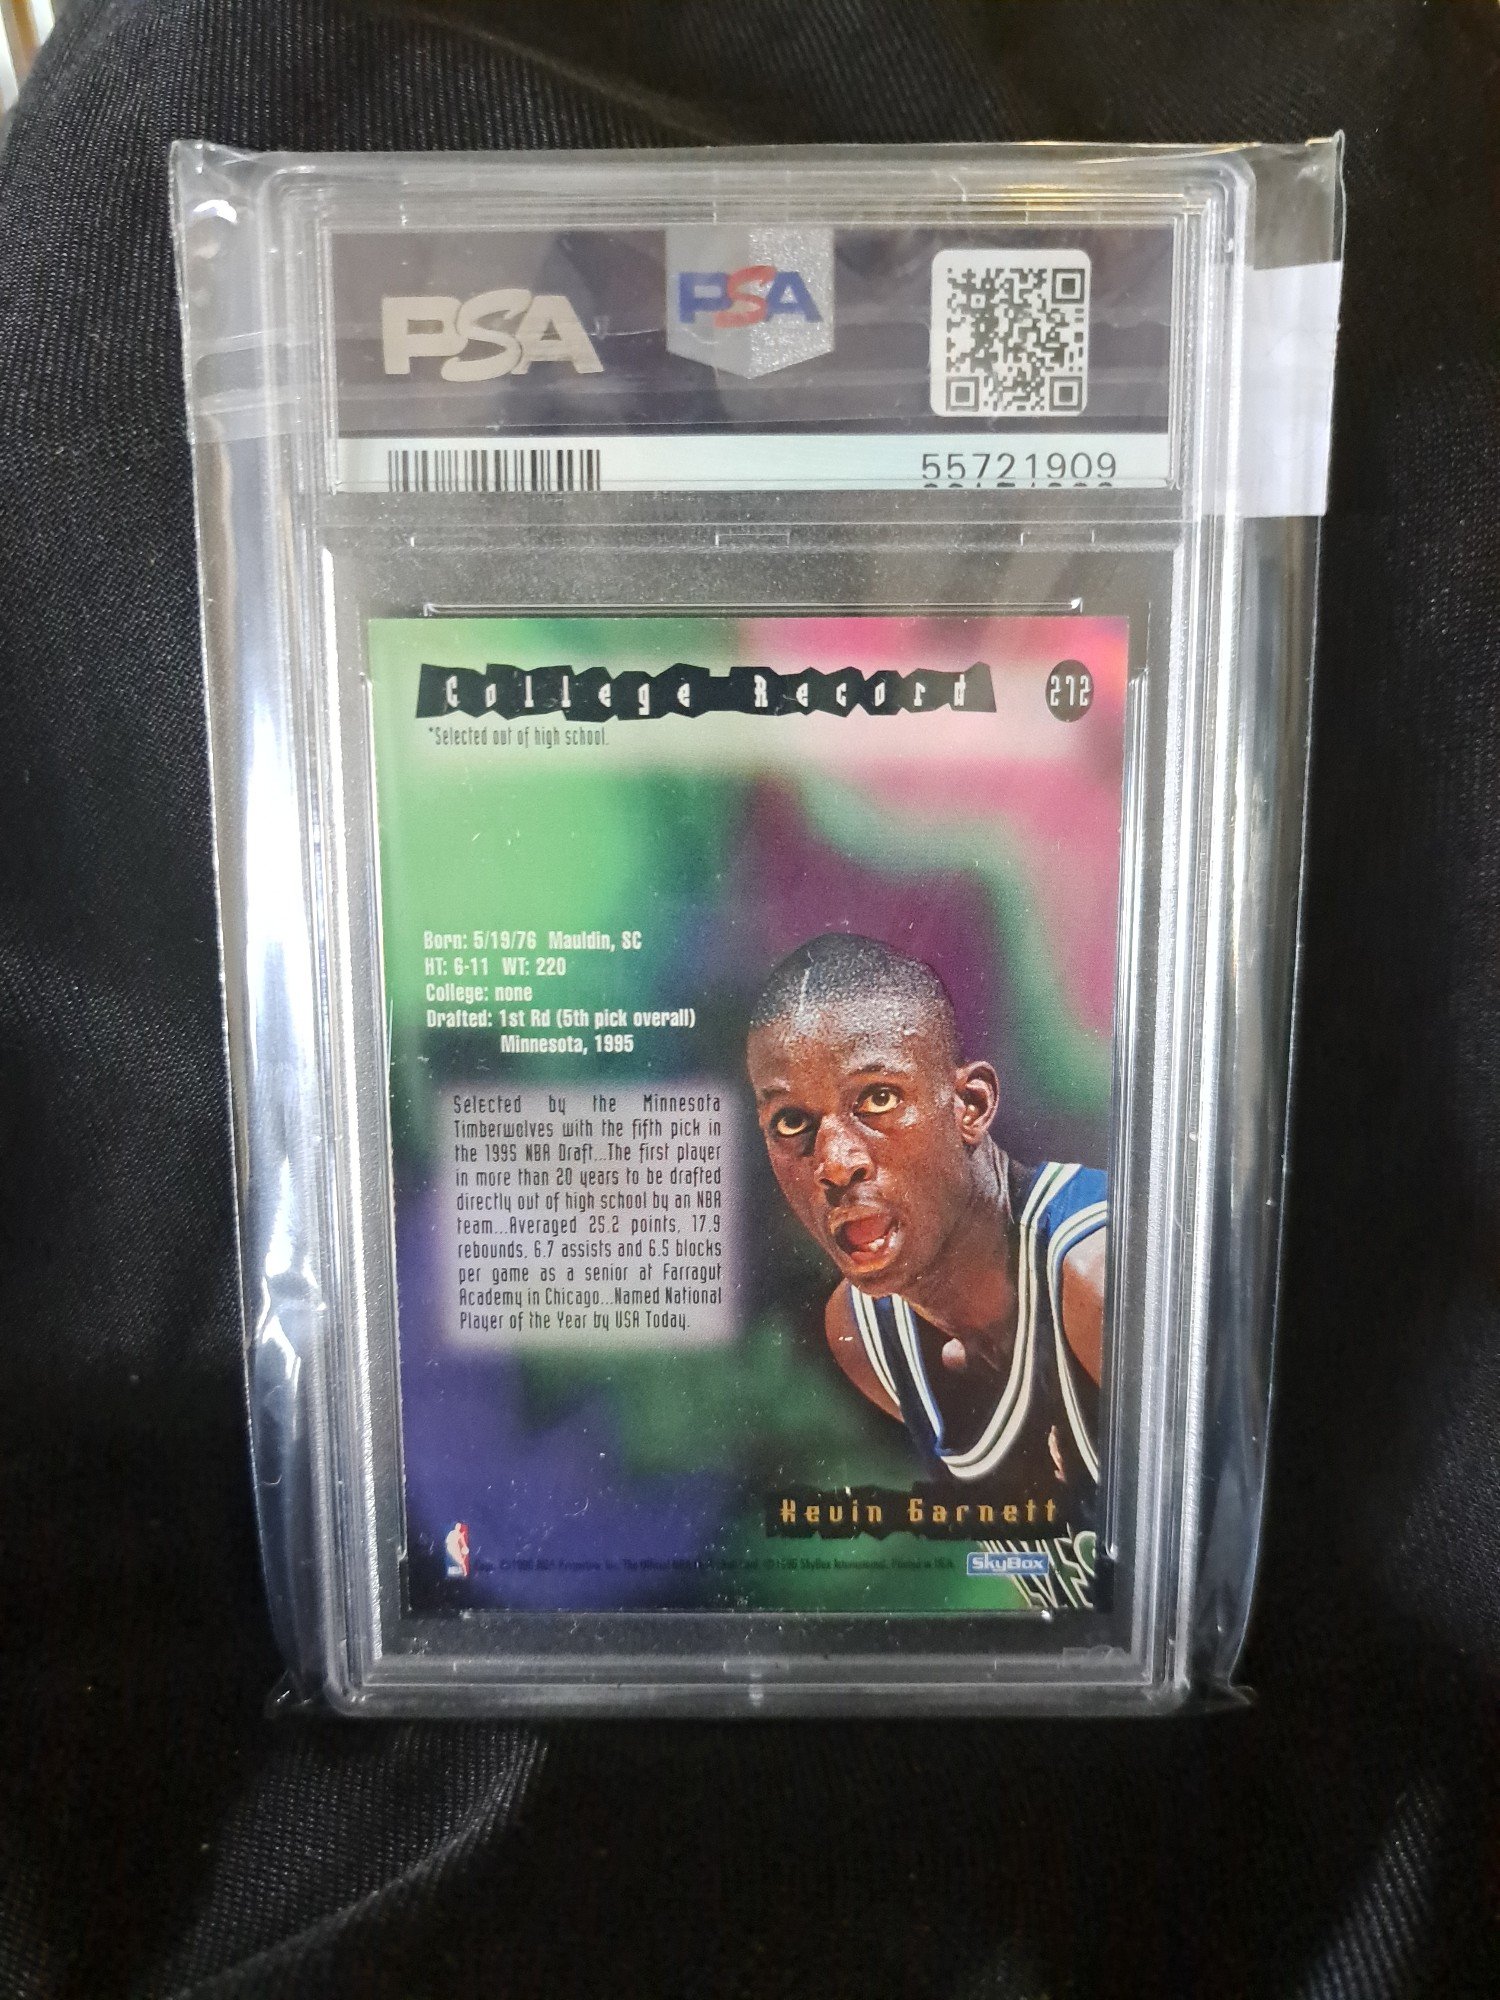 PSA
PSA
55721909
College Record
272
*Selected out of high school.
Born: 5/19/76 Mauldin, SC
HT: 6-11 WT: 220
College: none
Drafted: 1st Rd (5th pick overall)
Minnesota, 1995
Selected by the Minnesota
Timberwolves with the fifth pick in
the 1995 NBA Draft...The first player
in more than 20 years to be drafted
directly out of high school by an NBA
team...Averaged 25.2 points, 17.9
rebounds, 6.7 assists and 6.5 blocks
per game as a senior at Farragut
Academy in Chicago...Named National
Player of the Year by USA Today.
Kevin Garnett
SkyBox